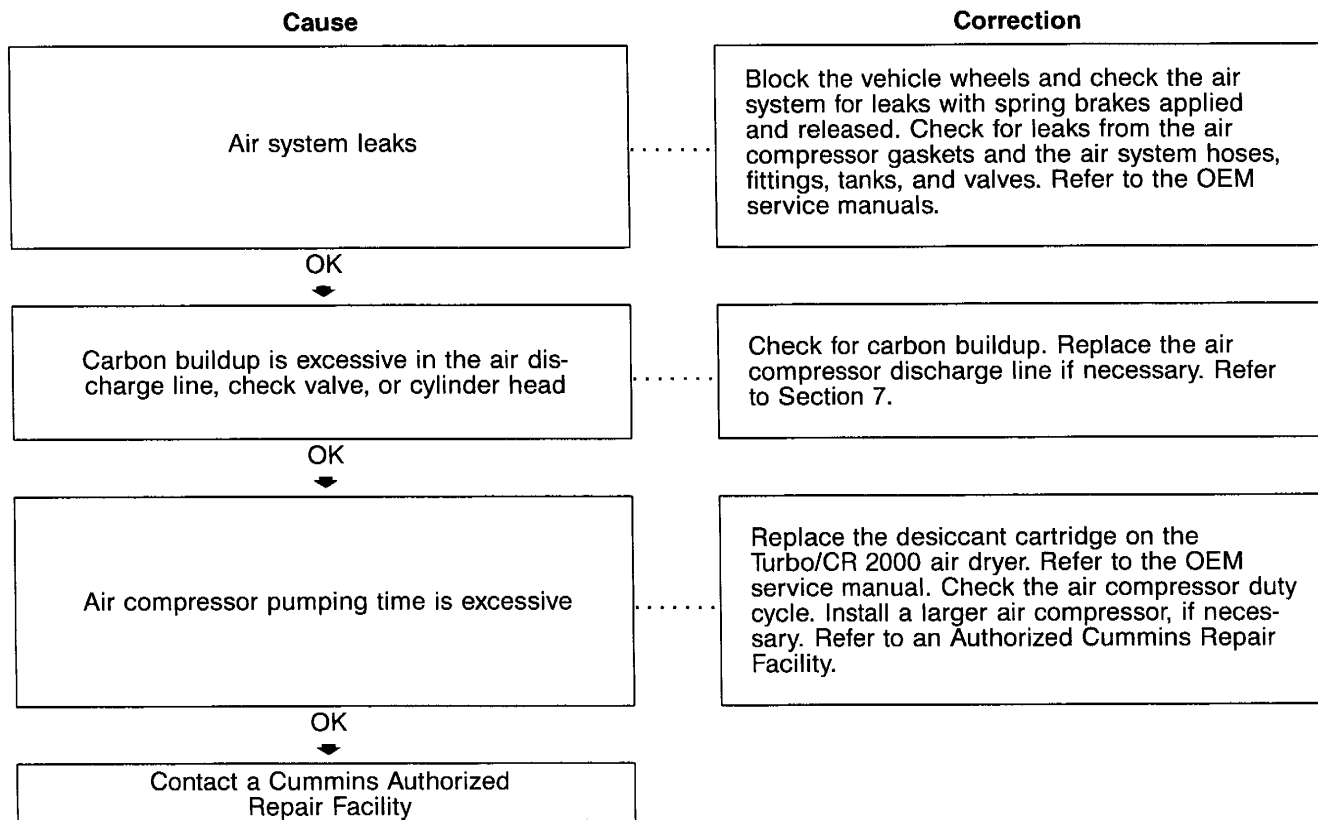 Cause
Correction
Air system leaks
Block the vehicle wheels and check the air
system for leaks with spring brakes applied
and released. Check for leaks from the air
compressor gaskets and the air system hoses,
fittings, tanks, and valves. Refer to the OEM
service manuals.
OK
Carbon buildup is excessive in the air dis-
charge line, check valve, or cylinder head
Check for carbon buildup. Replace the air
compressor discharge line if necessary. Refer
to Section 7.
OK
Air compressor pumping time is excessive
Replace the desiccant cartridge on the
Turbo/CR 2000 air dryer. Refer to the OEM
service manual. Check the air compressor duty
cycle. Install a larger air compressor, if neces-
sary. Refer to an Authorized Cummins Repair
Facility.
OK
Contact a Cummins Authorized
Repair Facility